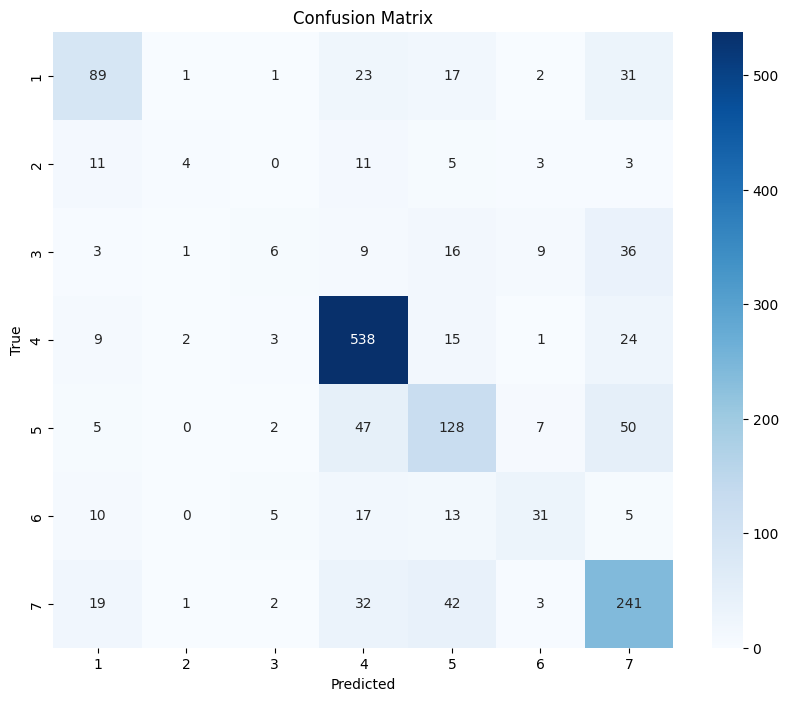 Confusion Matrix
1 89 1 1 23 17 2 31
2 11 4 0 11 5 3 3
3 3 1 6 9 16 9 36
4 9 2 3 538 15 1 24
5 5 0 2 47 128 7 50
6 10 0 5 17 13 31 5
7 19 1 2 32 42 3 241
1 2 3 4 5 6 7
Predicted
True
500
400
300
200
100
0